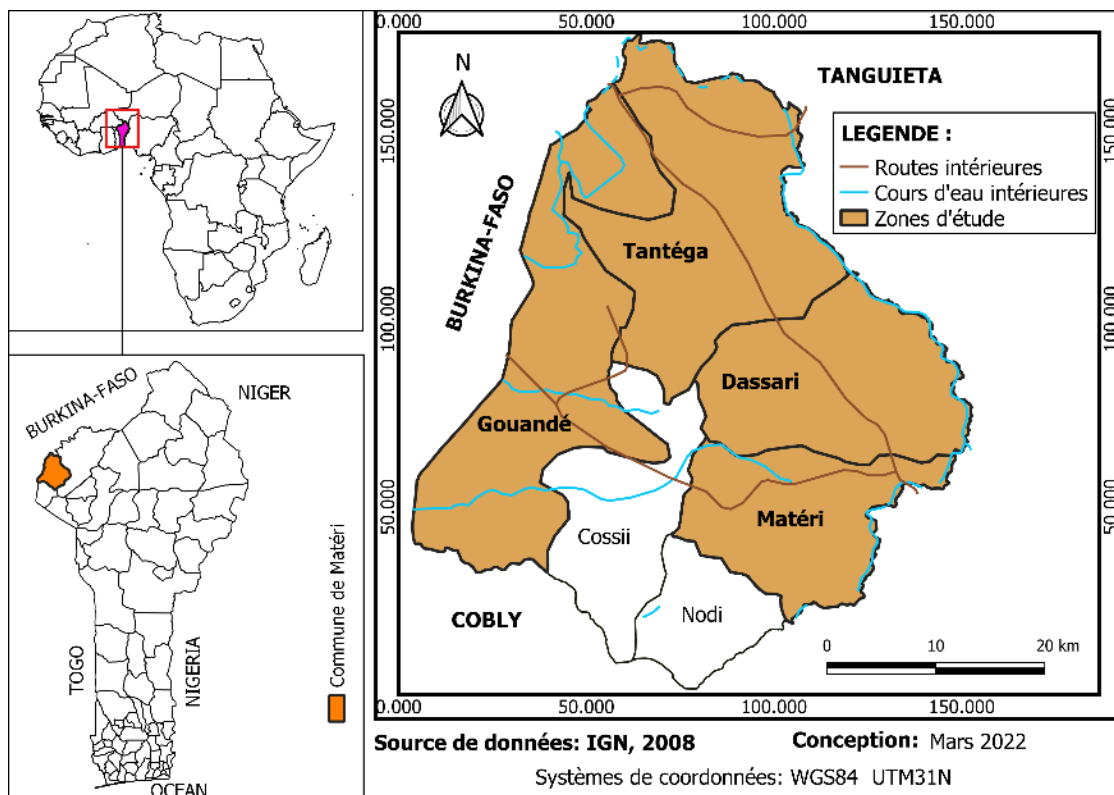 BURKINA-FASO
NIGER
TOGO
NIGERIA
OCEAN
Commune de Matéri
0.000 50.000 100.000 150.000
N
TANGUIETA
LEGENDE :
Routes intérieures
Cours d'eau intérieures
Zones d'étude
150.000
150.000
BURKINA-FASO
Tantéga
100.000
100.000
Dassari
Gouandé
50.000
50.000
Matéri
Cossii
COBLY
Nodi
0 10 20 km
0.000 50.000 100.000 150.000
Source de données: IGN, 2008 Conception: Mars 2022
Systèmes de coordonnées: WGS84 UTM31N